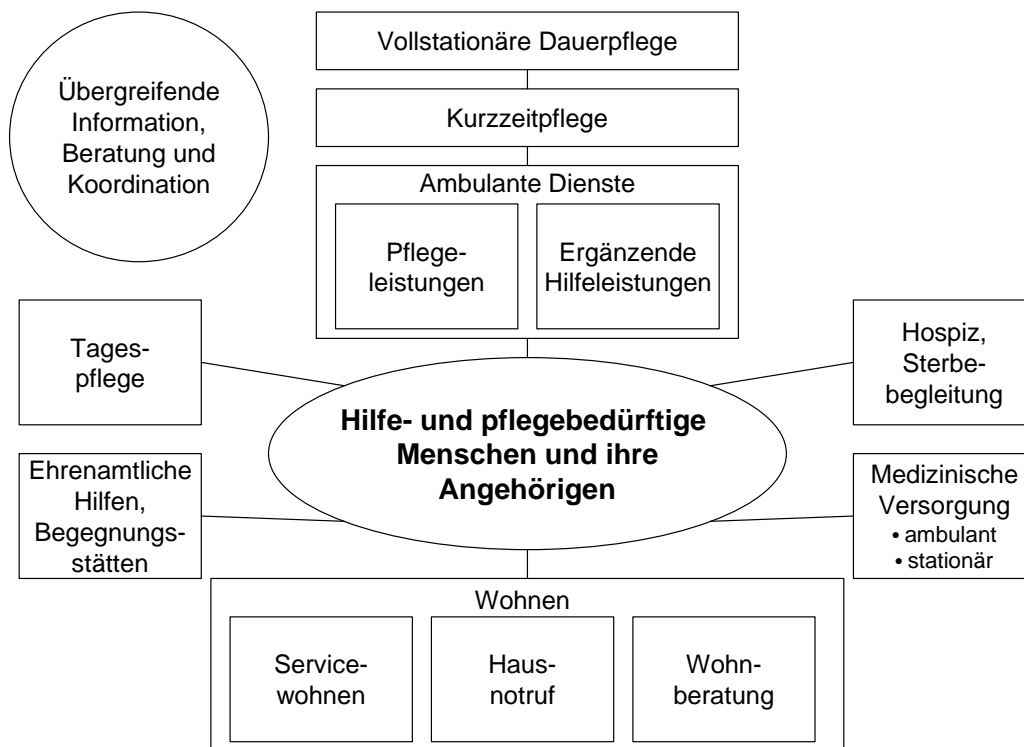 Übergreifende
Information,
Beratung und
Koordination
Vollstationäre Dauerpflege
Kurzzeitpflege
Ambulante Dienste
Pflege-
leistungen
Ergänzende
Hilfeleistungen
Tages-
pflege
Hospiz,
Sterbe-
begleitung
Hilfe- und pflegebedürftige
Menschen und ihre
Angehörigen
Ehrenamtliche
Hilfen,
Begegnungs-
stätten
Medizinische
Versorgung
• ambulant
• stationär
Wohnen
Service-
wohnen
Haus-
notruf
Wohn-
beratung